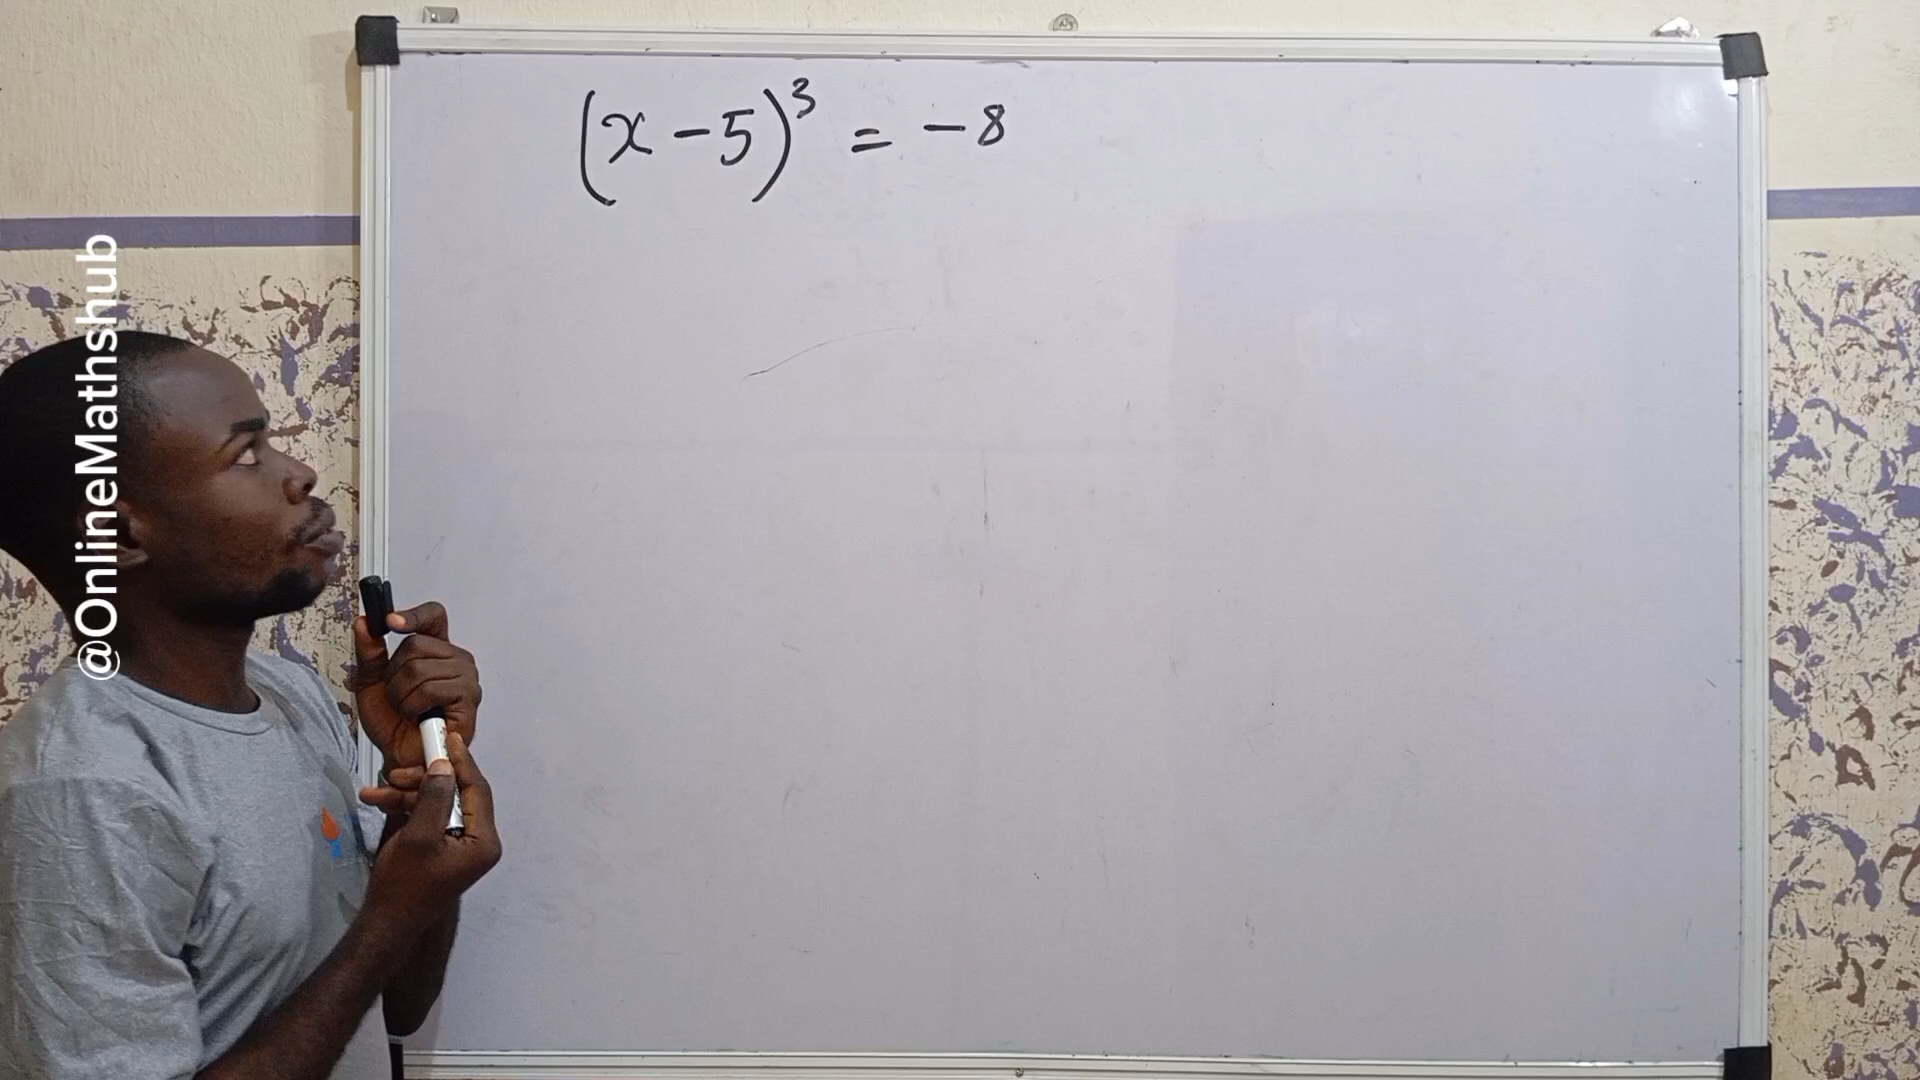 (x - 5)³ = -8
@OnlineMathshub